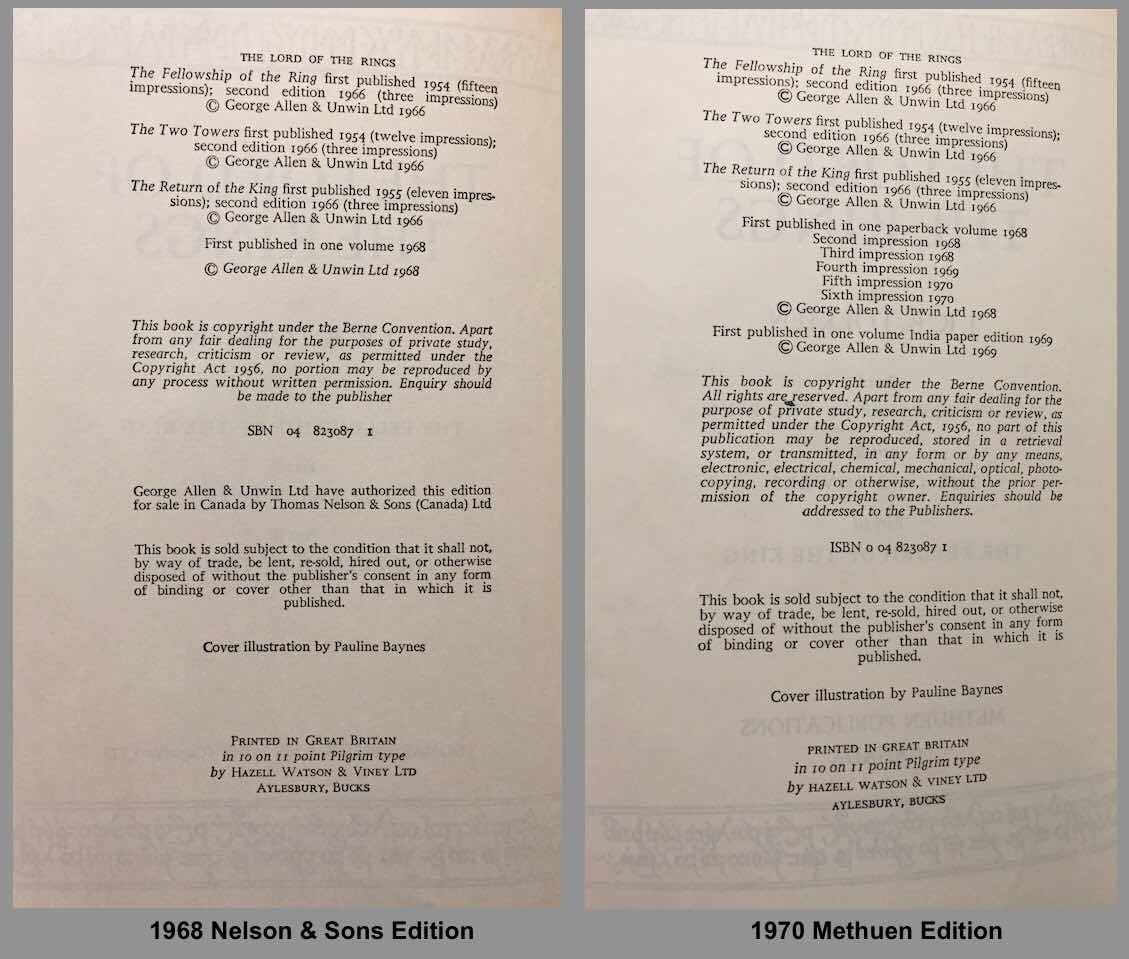 THE LORD OF THE RINGS
The Fellowship of the Ring first published 1954 (fifteen
impressions); second edition 1966 (three impressions)
© George Allen & Unwin Ltd 1966
The Two Towers first published 1954 (twelve impressions);
second edition 1966 (three impressions)
© George Allen & Unwin Ltd 1966
The Return of the King first published 1955 (eleven impres-
sions); second edition 1966 (three impressions)
© George Allen & Unwin Ltd 1966
First published in one volume 1968
© George Allen & Unwin Ltd 1968
This book is copyright under the Berne Convention. Apart
from any fair dealing for the purposes of private study,
research, criticism or review, as permitted under the
Copyright Act 1956, no portion may be reproduced by
any process without written permission. Enquiry should
be made to the publisher
SBN 04 823087 1
George Allen & Unwin Ltd have authorized this edition
for sale in Canada by Thomas Nelson & Sons (Canada) Ltd
This book is sold subject to the condition that it shall not,
by way of trade, be lent, re-sold, hired out, or otherwise
disposed of without the publisher's consent in any form
of binding or cover other than that in which it is
published.
Cover illustration by Pauline Baynes
PRINTED IN GREAT BRITAIN
in 10 on 11 point Pilgrim type
by HAZELL WATSON & VINEY LTD
AYLESBURY, BUCKS
1968 Nelson & Sons Edition
THE LORD OF THE RINGS
The Fellowship of the Ring first published 1954 (fifteen
impressions); second edition 1966 (three impressions)
© George Allen & Unwin Ltd 1966
The Two Towers first published 1954 (twelve impressions);
second edition 1966 (three impressions)
© George Allen & Unwin Ltd 1966
The Return of the King first published 1955 (eleven impres-
sions); second edition 1966 (three impressions)
© George Allen & Unwin Ltd 1966
First published in one paperback volume 1968
Second impression 1968
Third impression 1968
Fourth impression 1969
Fifth impression 1970
Sixth impression 1970
© George Allen & Unwin Ltd 1968
First published in one volume India paper edition 1969
© George Allen & Unwin Ltd 1969
This book is copyright under the Berne Convention.
All rights are reserved. Apart from any fair dealing for the
purpose of private study, research, criticism or review, as
permitted under the Copyright Act, 1956, no part of this
publication may be reproduced, stored in a retrieval
system, or transmitted, in any form or by any means,
electronic, electrical, chemical, mechanical, optical, photo-
copying, recording or otherwise, without the prior per-
mission of the copyright owner. Enquiries should be
addressed to the Publishers.
ISBN 0 04 823087 1
This book is sold subject to the condition that it shall not,
by way of trade, be lent, re-sold, hired out, or otherwise
disposed of without the publisher's consent in any form
of binding or cover other than that in which it is
published.
Cover illustration by Pauline Baynes
PRINTED IN GREAT BRITAIN
in 10 on 11 point Pilgrim type
by HAZELL WATSON & VINEY LTD
AYLESBURY, BUCKS
1970 Methuen Edition